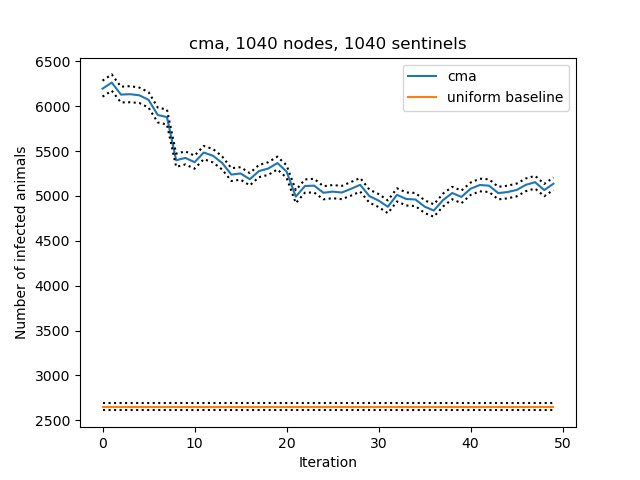 cma, 1040 nodes, 1040 sentinels
cma
uniform baseline
Number of infected animals
6500
6000
5500
5000
4500
4000
3500
3000
2500
0 10 20 30 40 50
Iteration